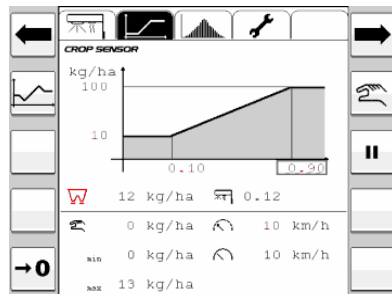 CROP SENSOR
kg/ha
100
10
0.10 0.90
12 kg/ha 0.12
0 kg/ha 10 km/h
min 0 kg/ha 10 km/h
max 13 kg/ha
→0